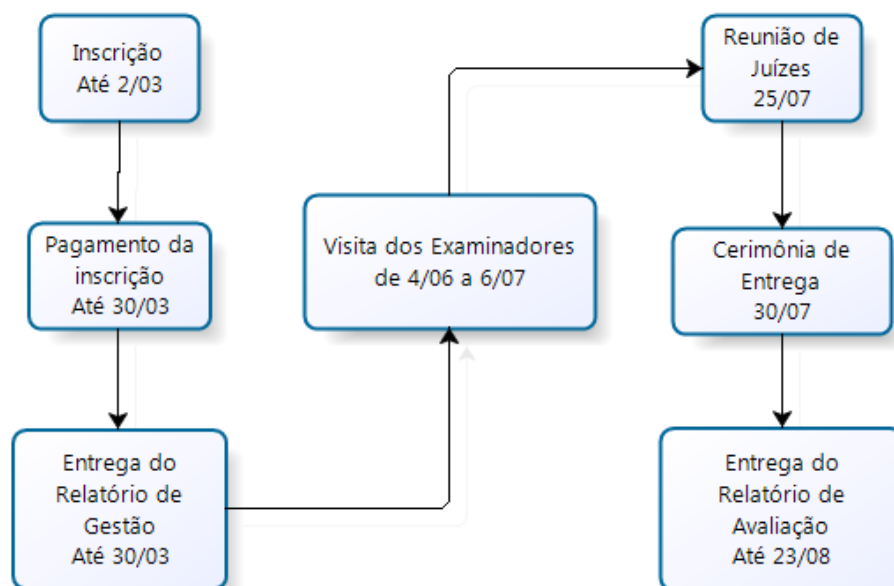 Inscrição
Até 2/03
Pagamento da
inscrição
Até 30/03
Entrega do
Relatório de
Gestão
Até 30/03
Visita dos Examinadores
de 4/06 a 6/07
Reunião de
Juízes
25/07
Cerimônia de
Entrega
30/07
Entrega do
Relatório de
Avaliação
Até 23/08